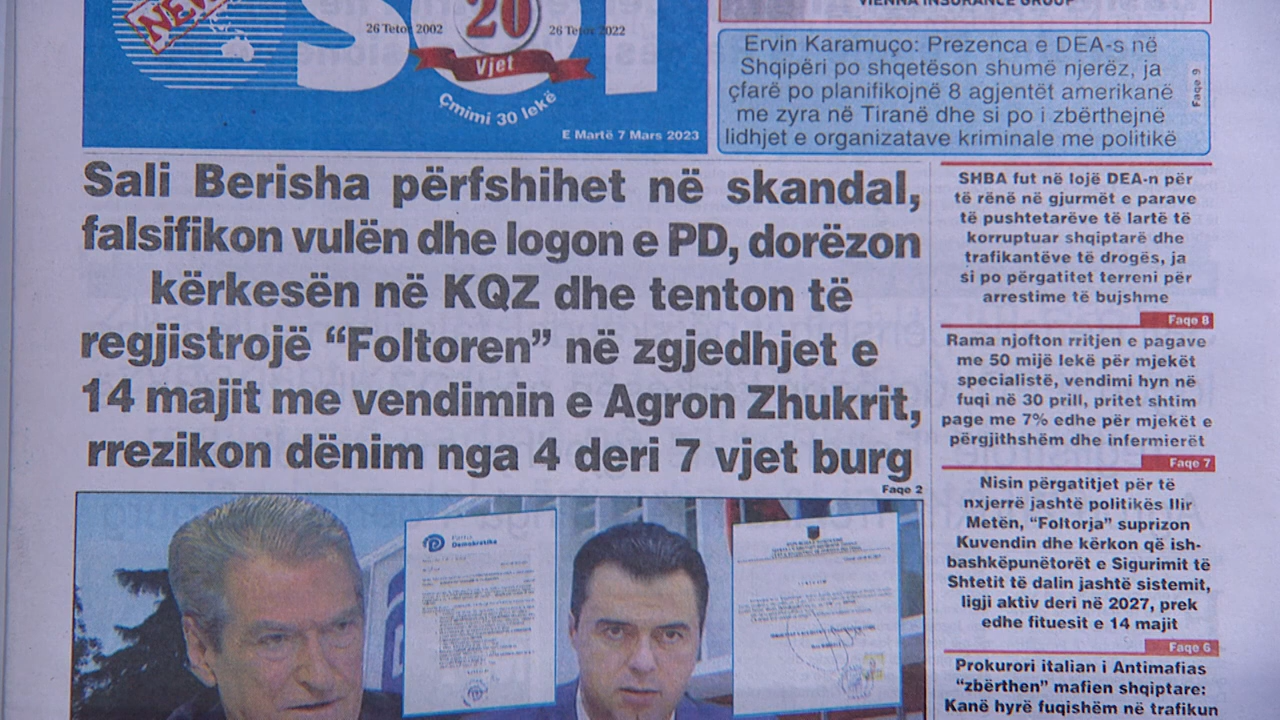 NEW
SOT
26 Tetor 2002
20
26 Tetor 2022
Vjet
Çmimi 30 lekë
E Martë 7 Mars 2023
VIENNA INSURANCE GROUP
Ervin Karamuço: Prezenca e DEA-s në
Shqipëri po shqetëson shumë njerëz, ja
çfarë po planifikojnë 8 agjentët amerikanë
me zyra në Tiranë dhe si po i zbërthejnë
lidhjet e organizatave kriminale me politikë
Faqe 9
Sali Berisha përfshihet në skandal,
falsifikon vulën dhe logon e PD, dorëzon
kërkesën në KQZ dhe tenton të
regjistrojë “Foltoren” në zgjedhjet e
14 majit me vendimin e Agron Zhukrit,
rrezikon dënim nga 4 deri 7 vjet burg
Faqe 2
Partia
Demokratike
SHBA fut në lojë DEA-n për
të rënë në gjurmët e parave
të pushtetarëve të lartë të
korruptuar shqiptarë dhe
trafikantëve të drogës, ja
si po përgatitet terreni për
arrestime të bujshme
Faqe 8
Rama njofton rritjen e pagave
me 50 mijë lekë për mjekët
specialistë, vendimi hyn në
fuqi në 30 prill, pritet shtim
page me 7% edhe për mjekët e
përgjithshëm dhe infermierët
Faqe 7
Nisin përgatitjet për të
nxjerrë jashtë politikës Ilir
Metën, “Foltorja” suprizon
Kuvendin dhe kërkon që ish-
bashkëpunëtorët e Sigurimit të
Shtetit të dalin jashtë sistemit,
ligji aktiv deri në 2027, prek
edhe fituesit e 14 majit
Faqe 6
Prokurori italian i Antimafias
“zbërthen” mafien shqiptare:
Kanë hyrë fuqishëm në trafikun